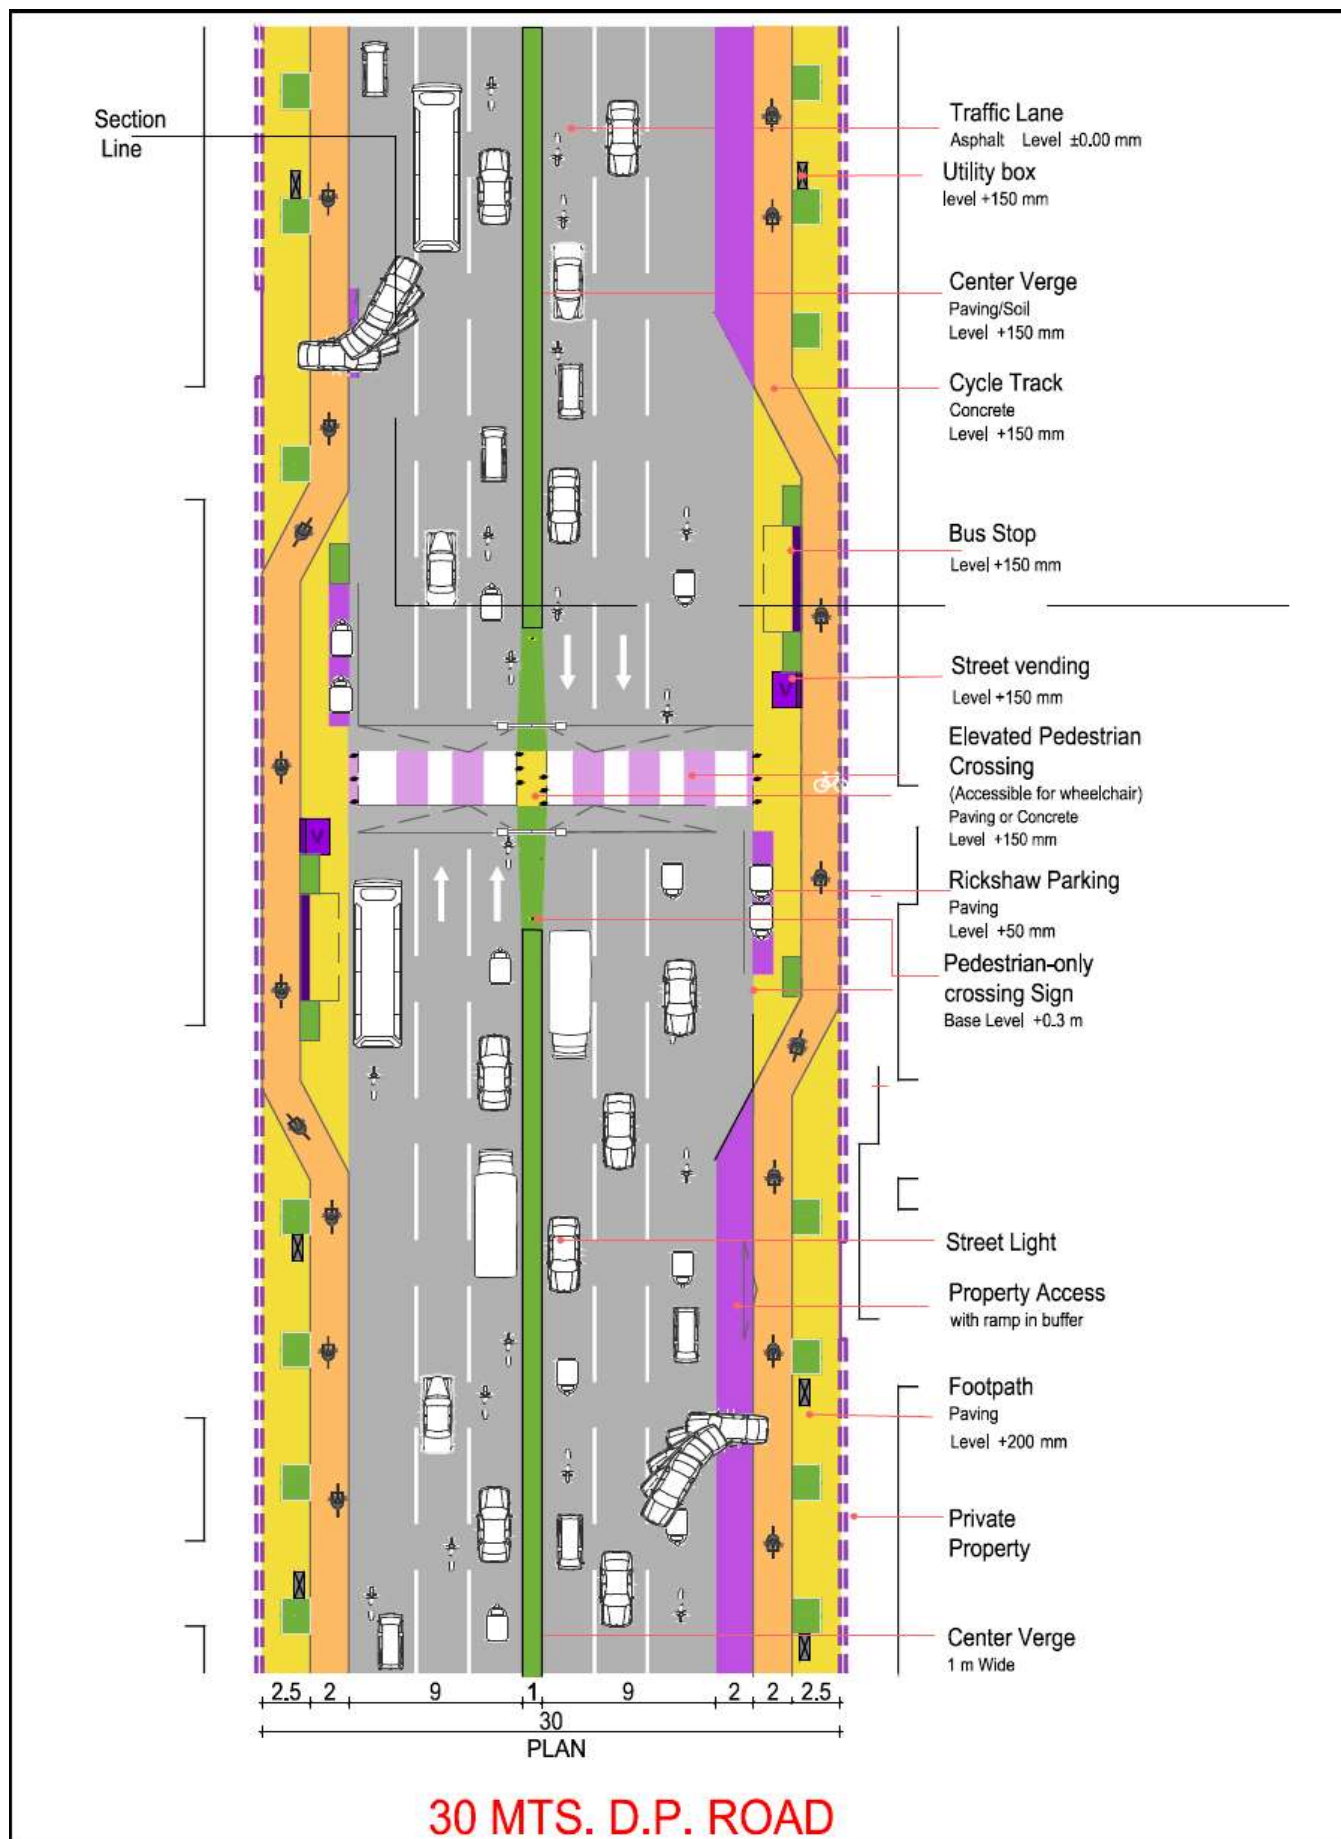 Section
Line
Traffic Lane
Asphalt Level ±0.00 mm
Utility box
level +150 mm
Center Verge
Paving/Soil
Level +150 mm
Cycle Track
Concrete
Level +150 mm
Bus Stop
Level +150 mm
Street vending
Level +150 mm
V
Elevated Pedestrian
Crossing
(Accessible for wheelchair)
Paving or Concrete
Level +150 mm
V
Rickshaw Parking
Paving
Level +50 mm
Pedestrian-only
crossing Sign
Base Level +0.3 m
Street Light
Property Access
with ramp in buffer
Footpath
Paving
Level +200 mm
Private
Property
Center Verge
1 m Wide
2.5 2 9 1 9 2 2 2.5
30
PLAN
30 MTS. D.P. ROAD